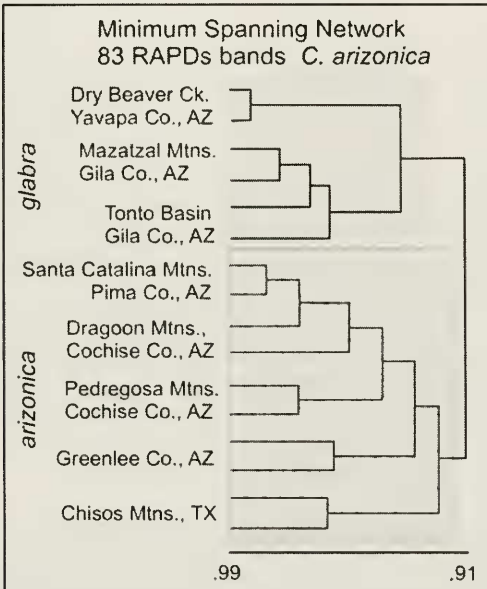 Minimum Spanning Network
83 RAPDs bands C. arizonica
glabra
Dry Beaver Ck.
Yavapa Co., AZ
Mazatzal Mtns.
Gila Co., AZ
Tonto Basin
Gila Co., AZ
arizonica
Santa Catalina Mtns.
Pima Co., AZ
Dragoon Mtns.,
Cochise Co., AZ
Pedregosa Mtns.
Cochise Co., AZ
Greenlee Co., AZ
Chisos Mtns., TX
.99 .91